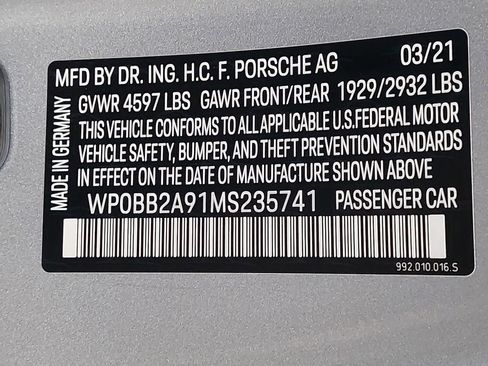 MFD BY DR. ING. H.C. F. PORSCHE AG 03/21
GVWR 4597 LBS GAWR FRONT/REAR 1929/2932 LBS
THIS VEHICLE CONFORMS TO ALL APPLICABLE U.S.FEDERAL MOTOR
VEHICLE SAFETY, BUMPER, AND THEFT PREVENTION STANDARDS
IN EFFECT ON THE DATE OF MANUFACTURE SHOWN ABOVE.
WP0BB2A91MS235741 PASSENGER CAR
992.010.016.S
MADE IN GERMANY